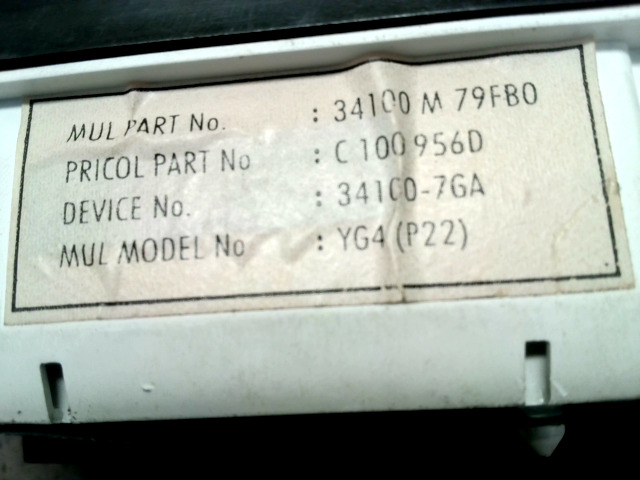 MUL PART No. : 34100 M 79FB0
PRICOL PART No : C 100 956D
DEVICE No. : 34100-7GA
MUL MODEL No : YG4 (P22)